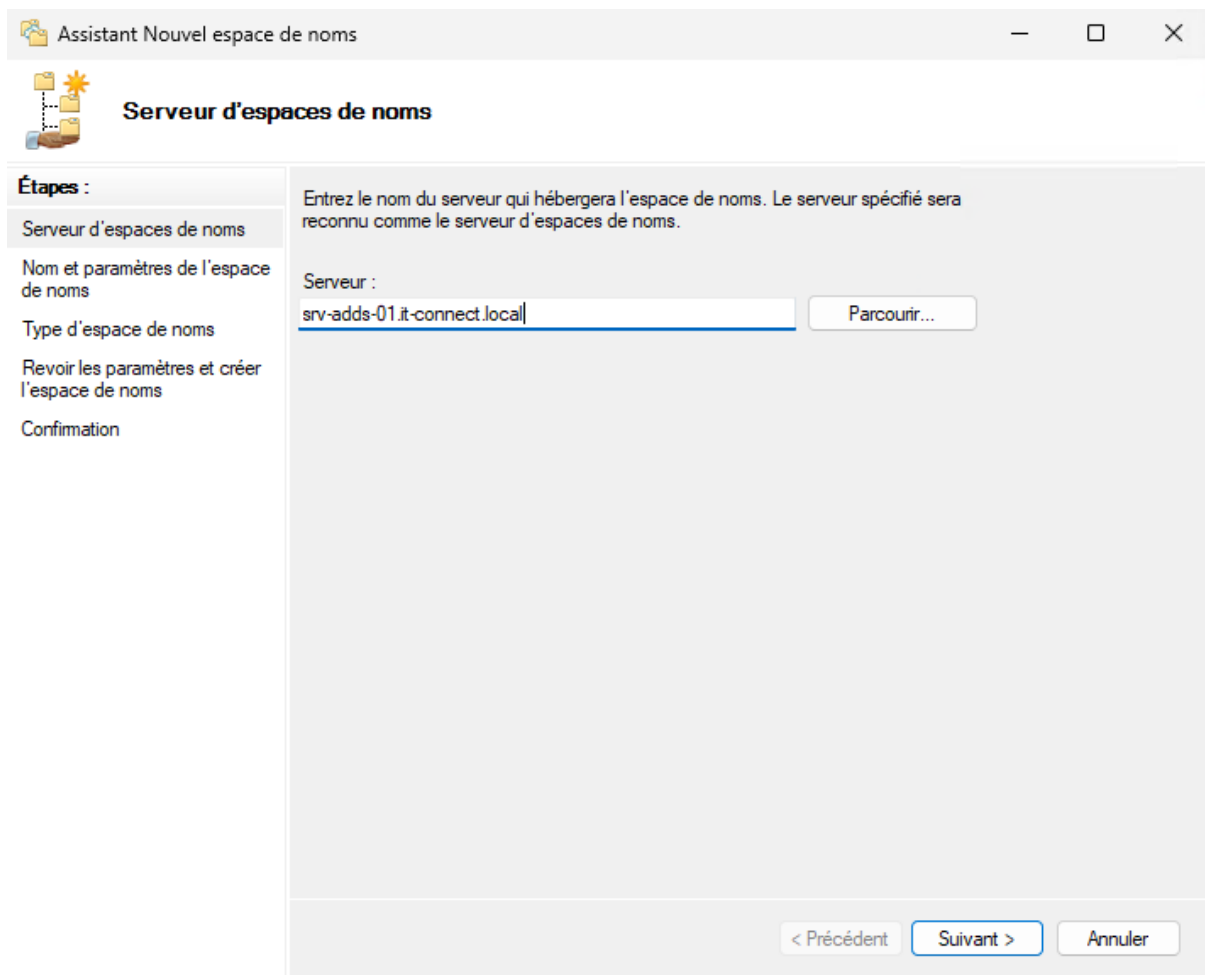 Assistant Nouvel espace de noms
Serveur d'espaces de noms
Étapes :
Serveur d'espaces de noms
Nom et paramètres de l'espace
de noms
Type d'espace de noms
Revoir les paramètres et créer
l'espace de noms
Confirmation
Entrez le nom du serveur qui hébergera l'espace de noms. Le serveur spécifié sera
reconnu comme le serveur d'espaces de noms.
Serveur :
srv-adds-01.it-connect.local
Parcourir...
< Précédent
Suivant >
Annuler